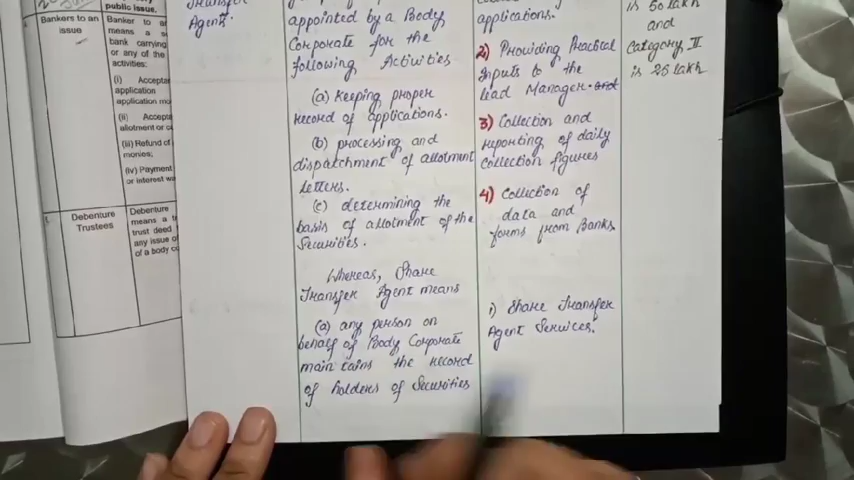 public issue.
Bankers to an
issue
Banker to a
means a s
bank carrying
or any of the
activities:
(i) Accepta
application
application mo
(ii) Accepta
allotment or c
(iii) Refund o
monies;
(iv) Payment
or interest wa
Debenture
Trustees
Debenture
means a t
trust deed
any issue o
of a body co
Transfer
Agent.
appointed by a Body
Corporate for the
following Activities
(a) Keeping proper
record of applications.
(b) processing and
dispatchment of allotment
letters.
(c) determining the
basis of allotment of the
Securities.
Whereas, Share
Transfer Agent means
(a) any person on
behalf of Body Corporate
maintains the record
of holders of Securities
applications.
2) Providing Practical
Inputs to the
lead Manager. and
3) Collection and
reporting of daily
collection figures
4) Collection of
data and
forms from Banks
1) Share Transfer
Agent Services.
is 50 lakh
and
Category II
is 25 lakh